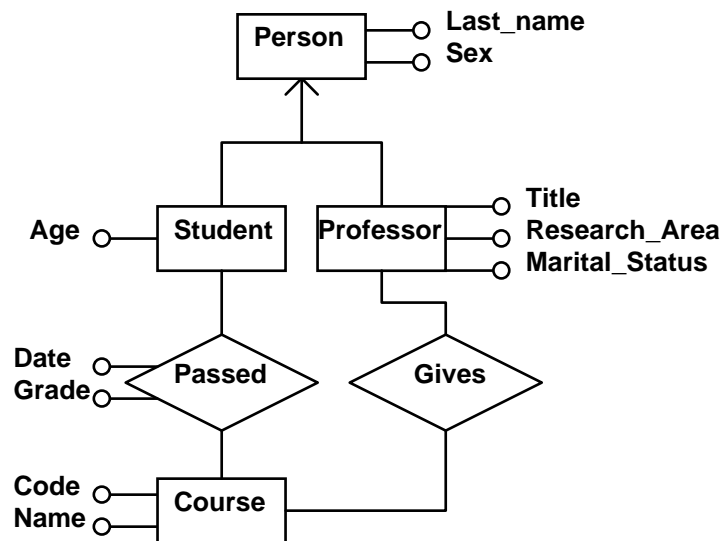 Person
Last_name
Sex
Age
Student
Professor
Title
Research_Area
Marital_Status
Date
Grade
Passed
Gives
Code
Name
Course